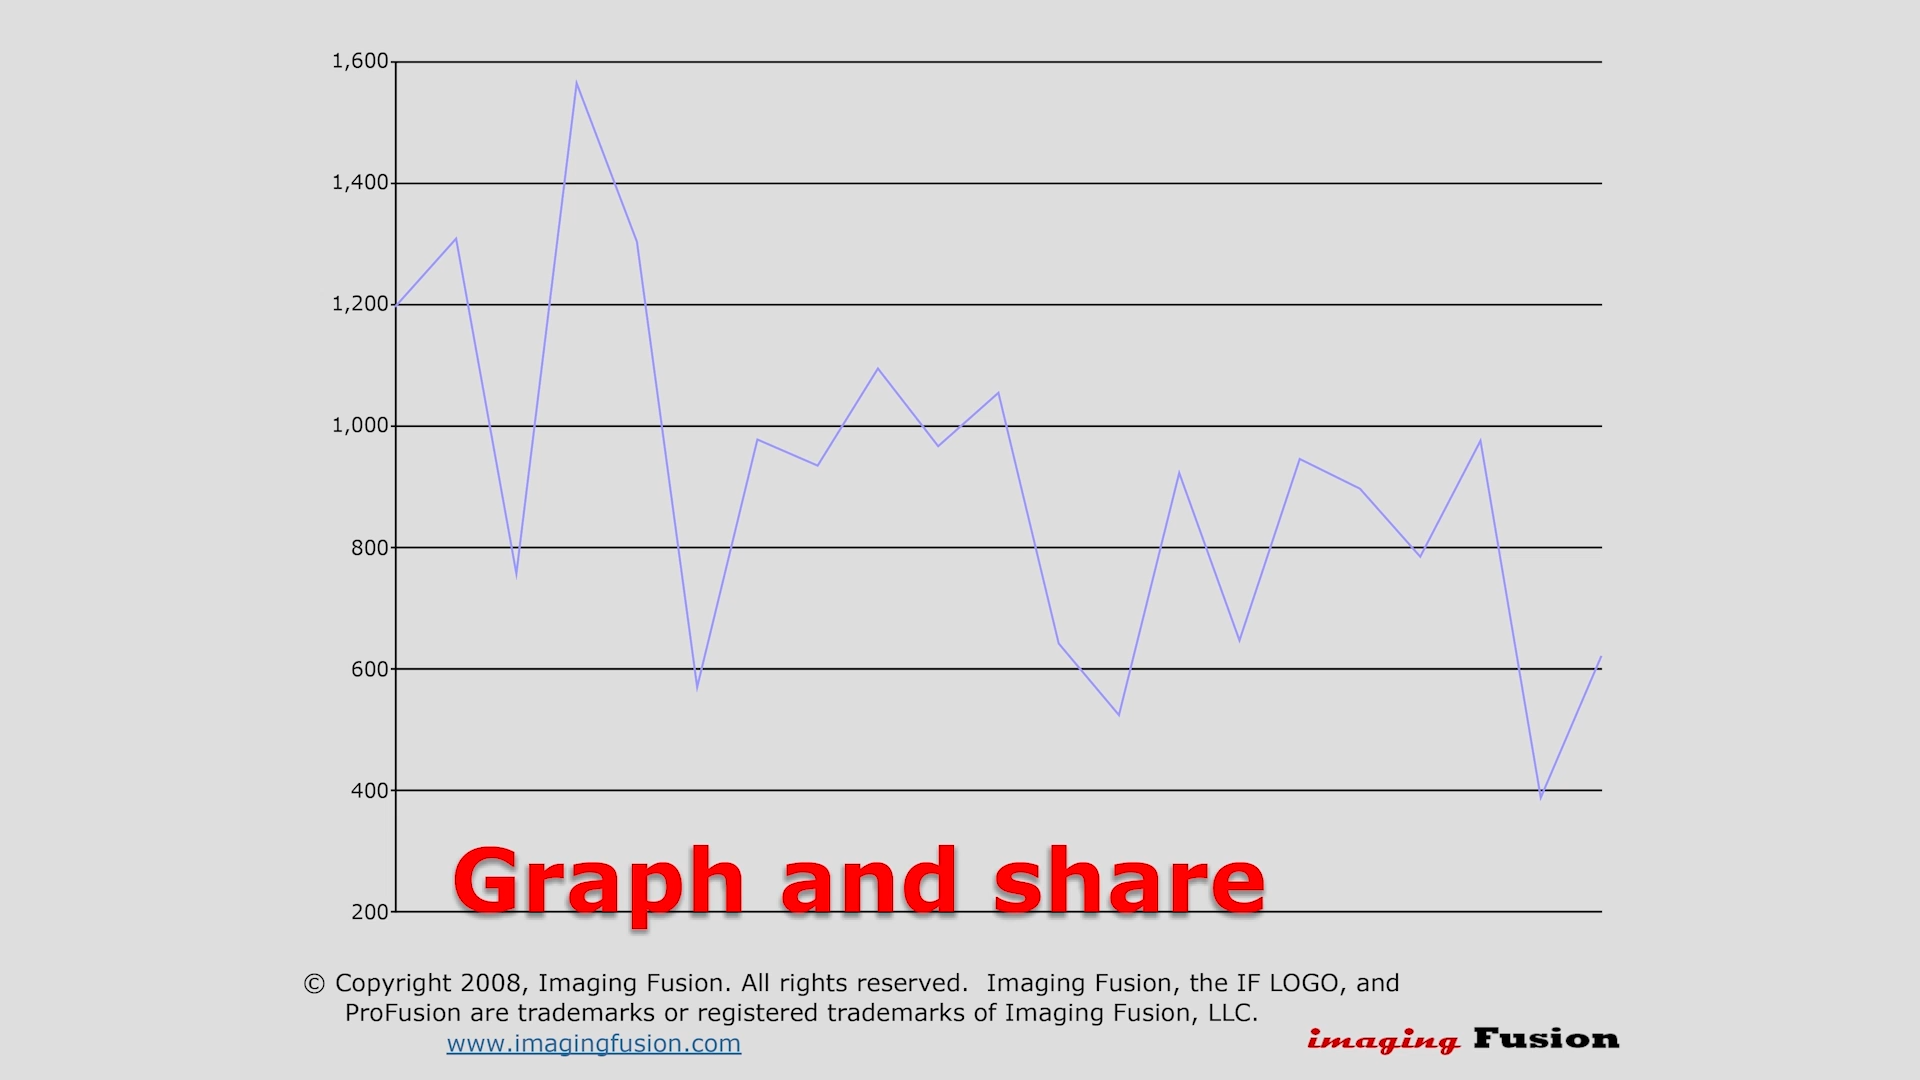 1,600
1,400
1,200
1,000
800
600
400
200
Graph and share
© Copyright 2008, Imaging Fusion. All rights reserved.  Imaging Fusion, the IF LOGO, and
ProFusion are trademarks or registered trademarks of Imaging Fusion, LLC.
www.imagingfusion.com
imaging Fusion